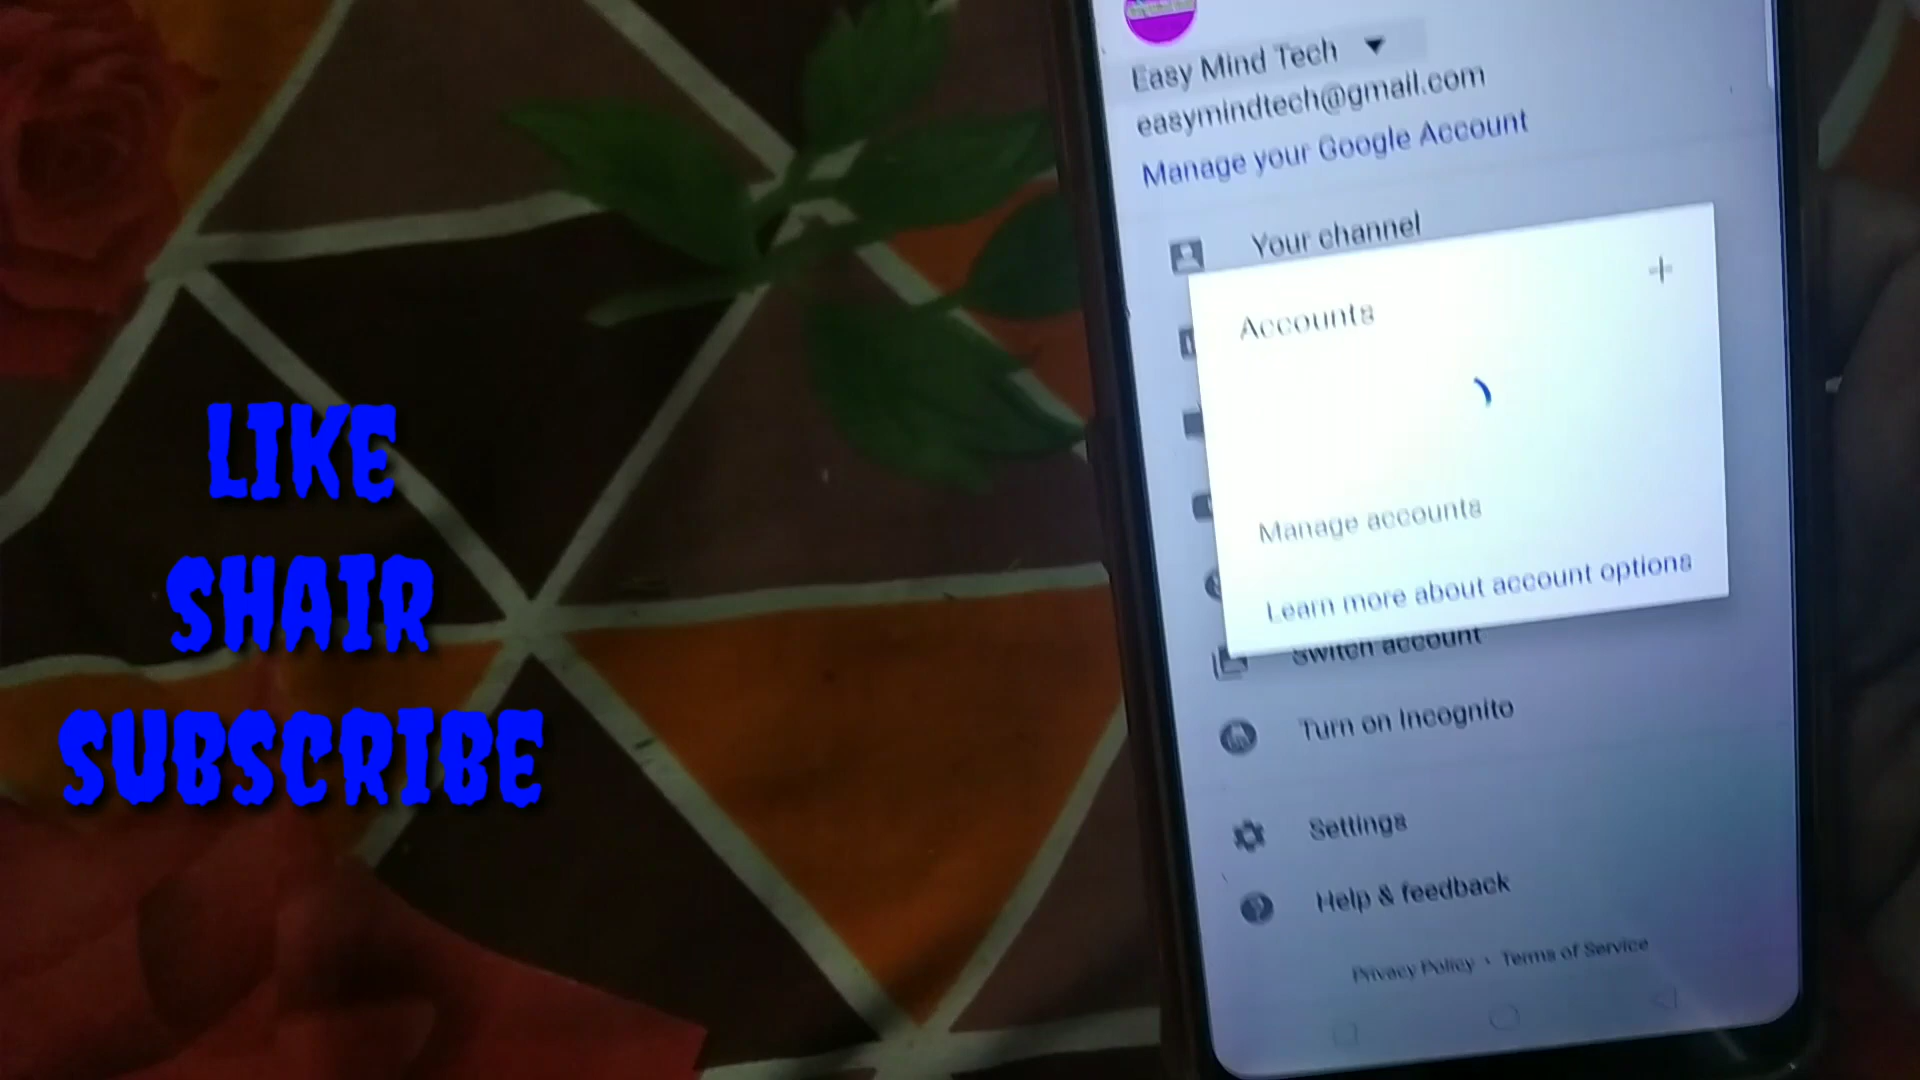 LIKE
SHAIR
SUBSCRIBE
Easy Mind Tech
easymindtech@gmail.com
Manage your Google Account
Your channel
Accounts
Manage accounts
Learn more about account options
Switch account
Turn on Incognito
Settings
Help & feedback
Privacy Policy • Terms of Service